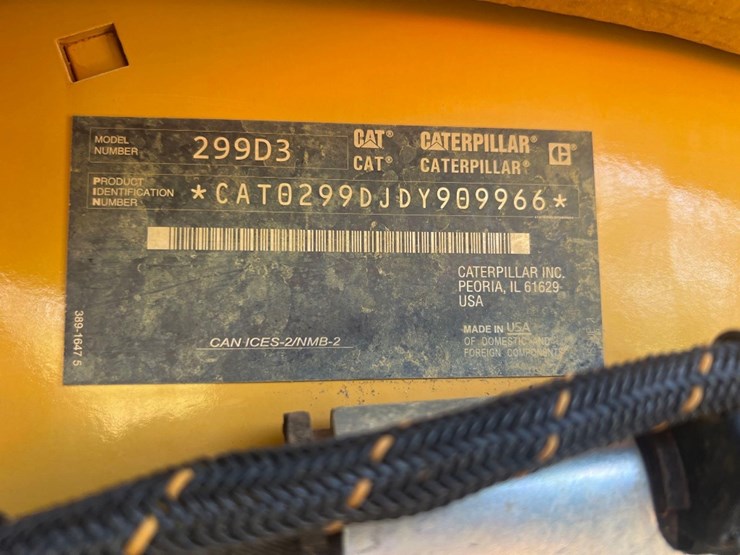 MODEL NUMBER 299D3
CAT® CATERPILLAR® C
CAT® CATERPILLAR®
PRODUCT IDENTIFICATION NUMBER *CAT0299DJDY909966*
CATERPILLAR INC.
PEORIA, IL 61629
USA
CAN ICES-2/NMB-2
MADE IN USA
OF DOMESTIC AND
FOREIGN COMPONENTS
389-1647 5